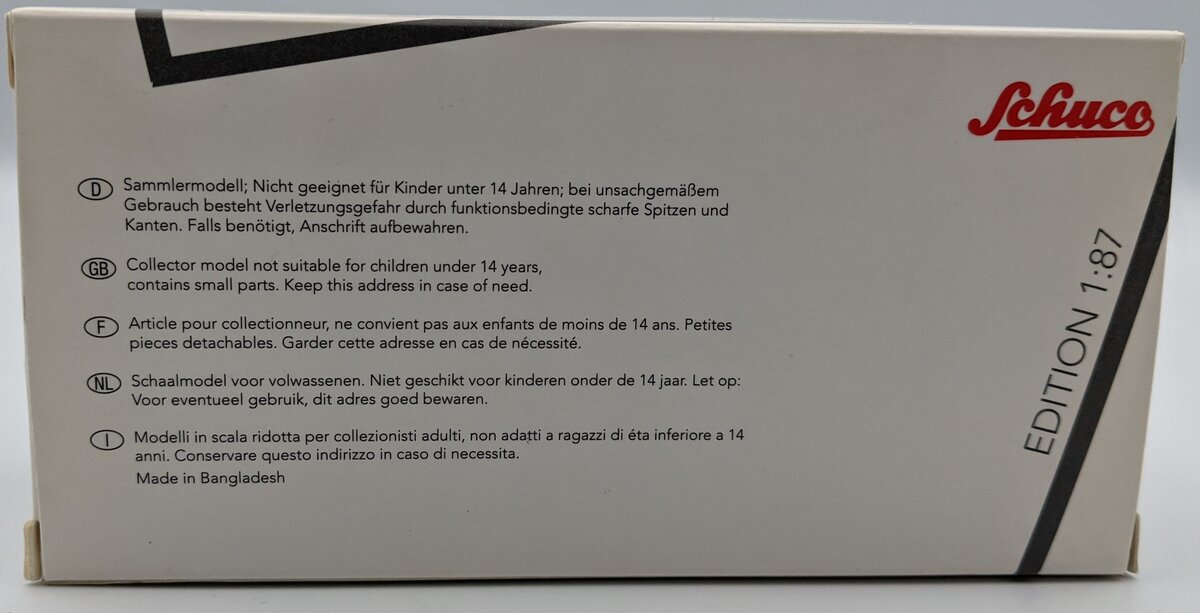 Schuco
D Sammlermodell; Nicht geeignet für Kinder unter 14 Jahren; bei unsachgemäßem
Gebrauch besteht Verletzungsgefahr durch funktionsbedingte scharfe Spitzen und
Kanten. Falls benötigt, Anschrift aufbewahren.
GB Collector model not suitable for children under 14 years,
contains small parts. Keep this address in case of need.
F Article pour collectionneur, ne convient pas aux enfants de moins de 14 ans. Petites
pieces detachables. Garder cette adresse en cas de nécessité.
NL Schaalmodel voor volwassenen. Niet geschikt voor kinderen onder de 14 jaar. Let op:
Voor eventueel gebruik, dit adres goed bewaren.
I Modelli in scala ridotta per collezionisti adulti, non adatti a ragazzi di éta inferiore a 14
anni. Conservare questo indirizzo in caso di necessita.
Made in Bangladesh
EDITION 1:87